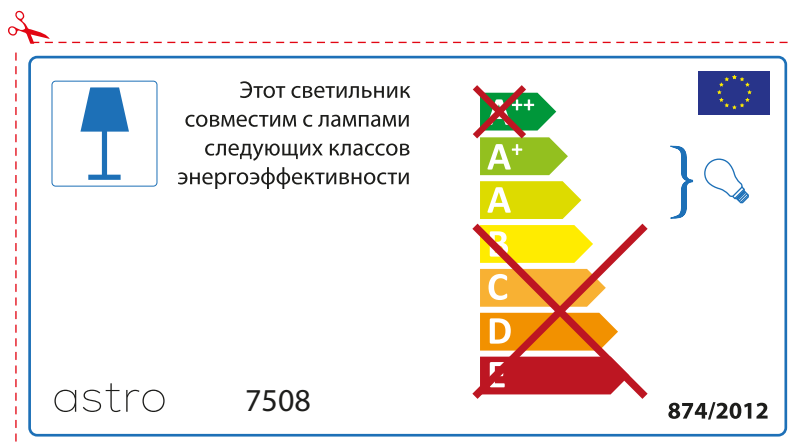 Этот светильник
совместим с лампами
следующих классов
энергоэффективности
A++
A+
A
B
C
D
E
astro
7508
874/2012